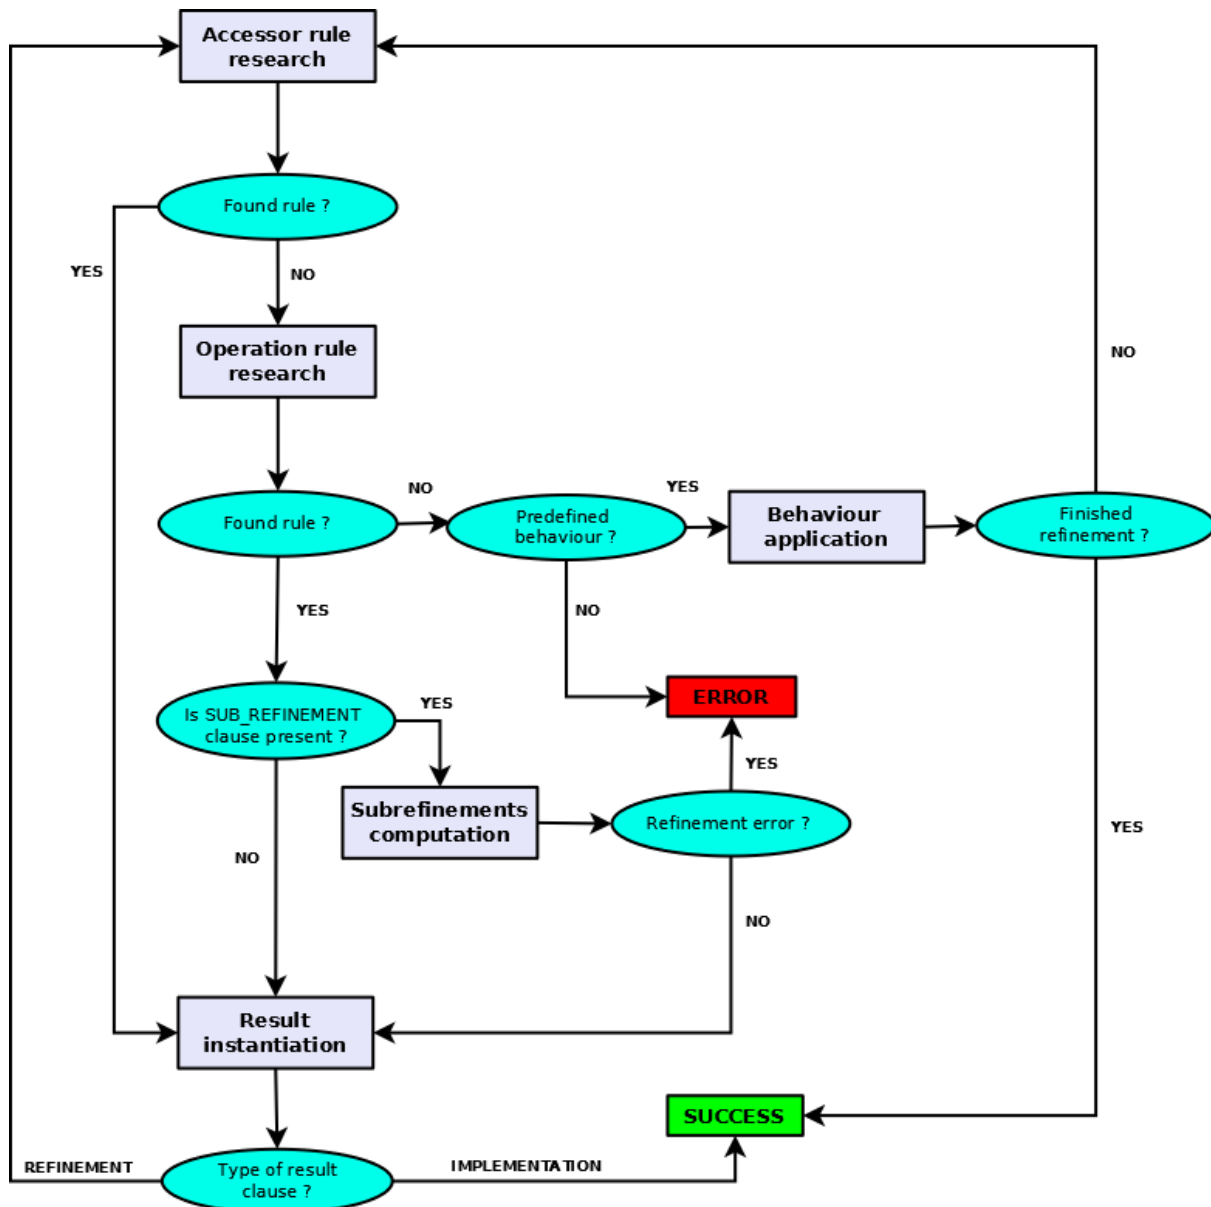 Accessor rule
research
Found rule ?
YES
NO
Operation rule
research
NO
Found rule ?
NO
Predefined
behaviour ?
YES
Behaviour
application
Finished
refinement ?
YES
NO
Is SUB_REFINEMENT
clause present ?
YES
ERROR
YES
Subrefinements
computation
Refinement error ?
YES
NO
NO
Result
instantiation
SUCCESS
REFINEMENT
Type of result
clause ?
IMPLEMENTATION